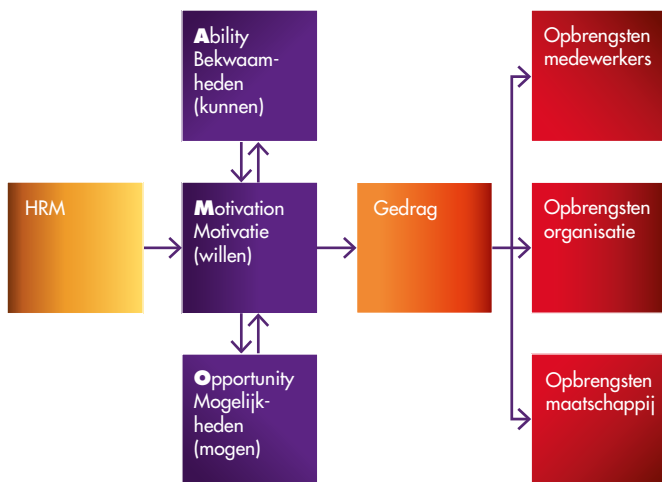 Ability
Bekwaam-
heden
(kunnen)
Opbrengsten
medewerkers
HRM
Motivation
Motivatie
(willen)
Gedrag
Opbrengsten
organisatie
Opportunity
Mogelijk-
heden
(mogen)
Opbrengsten
maatschappij